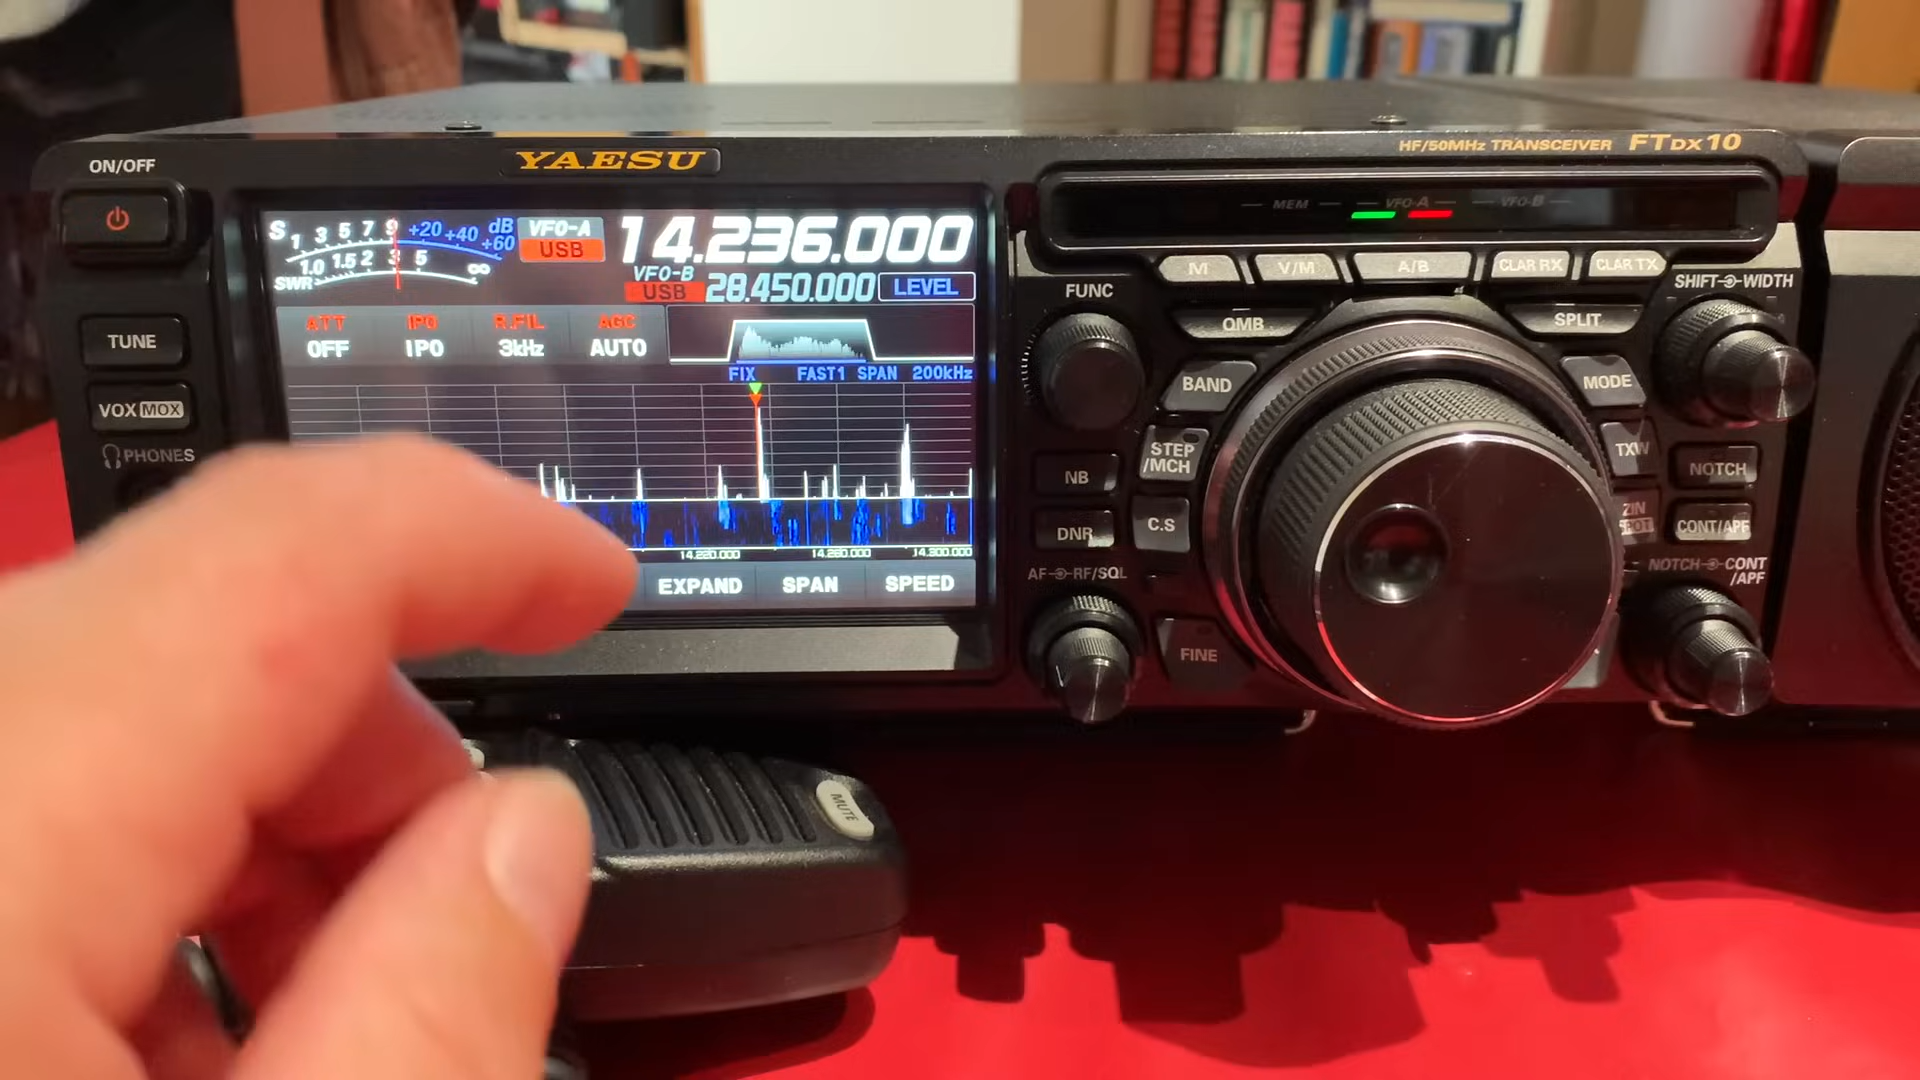 ON/OFF
YAESU
HF/50MHz TRANSCEIVER FTDX10
S 1 3 5 7 9 +20 +40 +60 dB
1.0 1.5 2 3 5 ∞
SWR
VFO-A
USB
14.236.000
VFO-B
USB
28.450.000
LEVEL
MEM VFO-A VFO-B
M V/M A/B CLAR RX CLAR TX
FUNC
SHIFT WIDTH
QMB
SPLIT
TUNE
ATT IPO R.FIL AGC
OFF IPO 3kHz AUTO
FIX FAST1 SPAN 200kHz
BAND
MODE
VOX MOX
PHONES
STEP
/MCH
TXW
NB
NOTCH
DNR
C.S
ZIN
SPOT
CONT/APF
14.220.000 14.260.000 14.300.000
AF RF/SQL
NOTCH CONT
/APF
EXPAND SPAN SPEED
FINE
MUTE